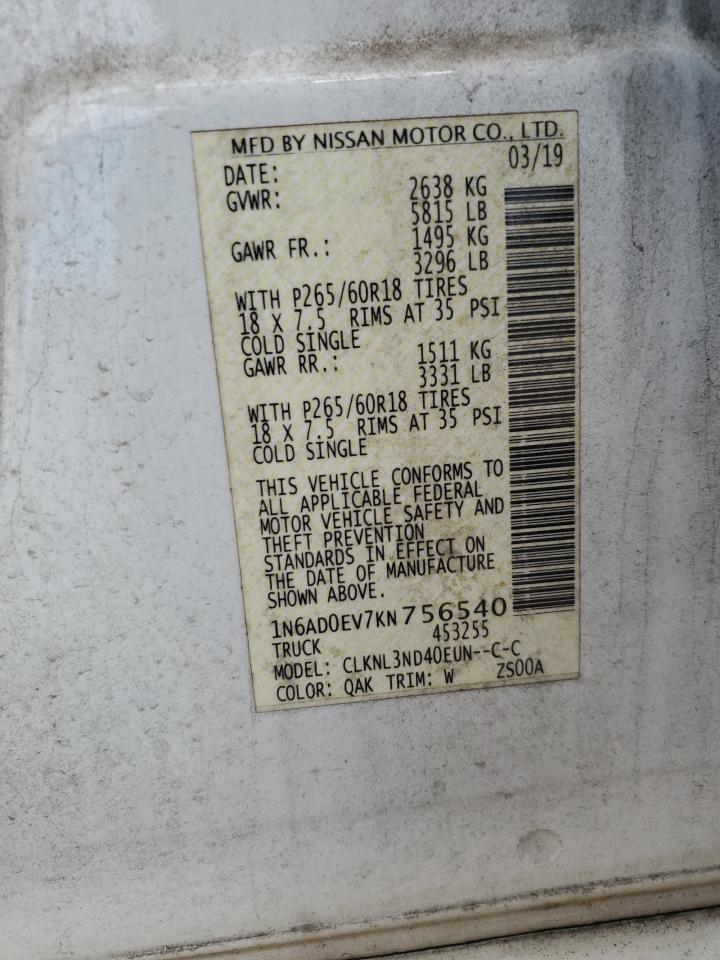 MFD BY NISSAN MOTOR CO., LTD.
DATE: 03/19
GVWR: 2638 KG
5815 LB
GAWR FR.: 1495 KG
3296 LB
WITH P265/60R18 TIRES
18 X 7.5 RIMS AT 35 PSI
COLD SINGLE
GAWR RR.: 1511 KG
3331 LB
WITH P265/60R18 TIRES
18 X 7.5 RIMS AT 35 PSI
COLD SINGLE
THIS VEHICLE CONFORMS TO
ALL APPLICABLE FEDERAL
MOTOR VEHICLE SAFETY AND
THEFT PREVENTION
STANDARDS IN EFFECT ON
THE DATE OF MANUFACTURE
SHOWN ABOVE.
1N6AD0EV7KN756540
TRUCK 453255
MODEL: CLKNL3ND40EUN--C-C
COLOR: QAK TRIM: W ZS00A